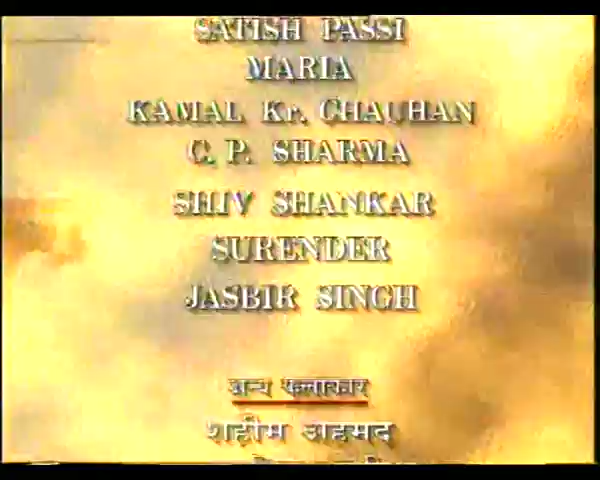 SATISH PASSI
MARIA
KAMAL Kr. CHAUHAN
C. P. SHARMA
SHIV SHANKAR
SURENDER
JASBIR SINGH
अन्य कलाकार
शहीम अहमद